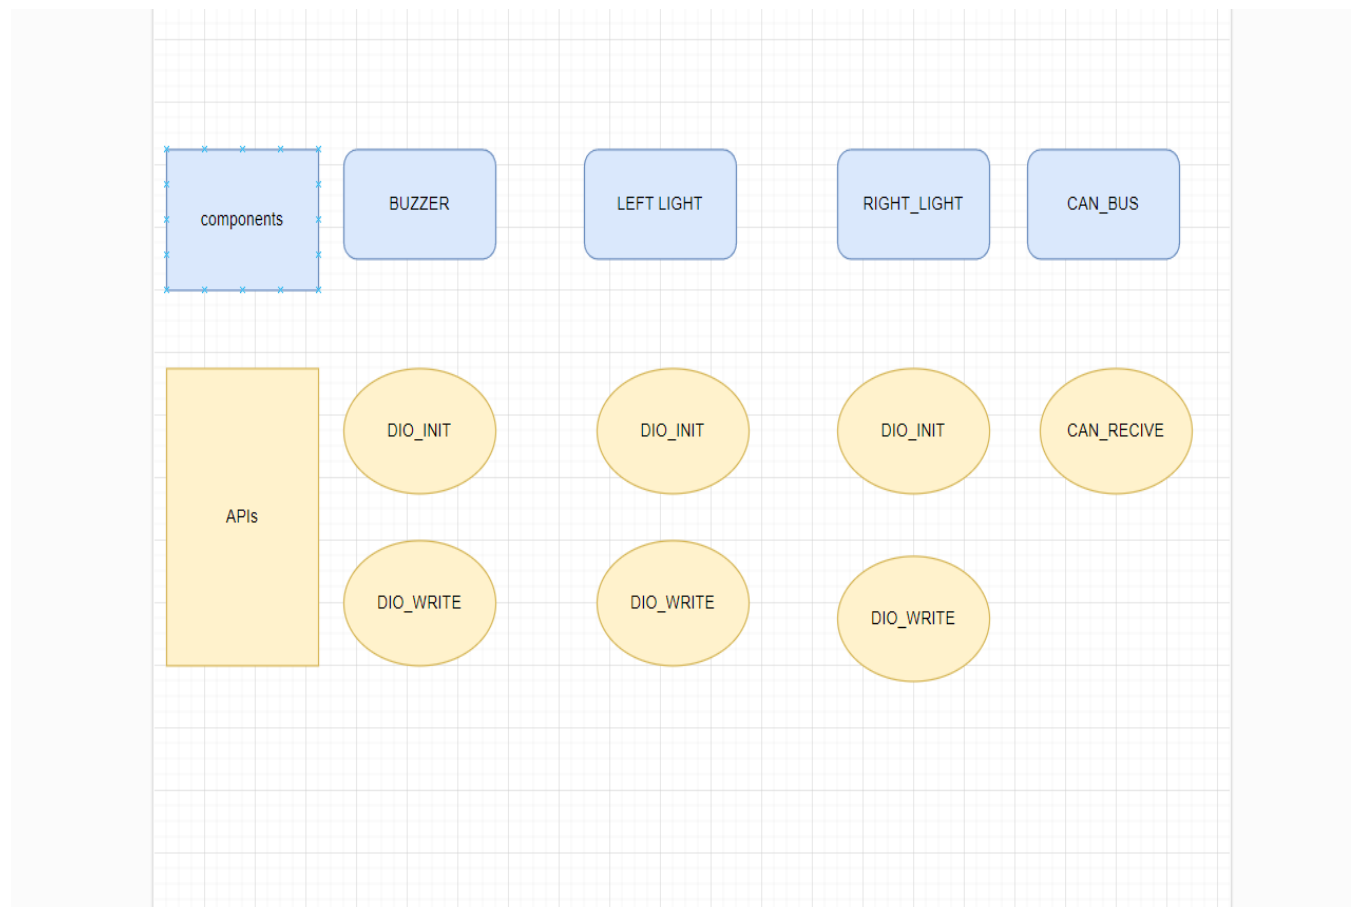 components
BUZZER
LEFT LIGHT
RIGHT_LIGHT
CAN_BUS
APIs
DIO_INIT
DIO_INIT
DIO_INIT
CAN_RECIVE
DIO_WRITE
DIO_WRITE
DIO_WRITE